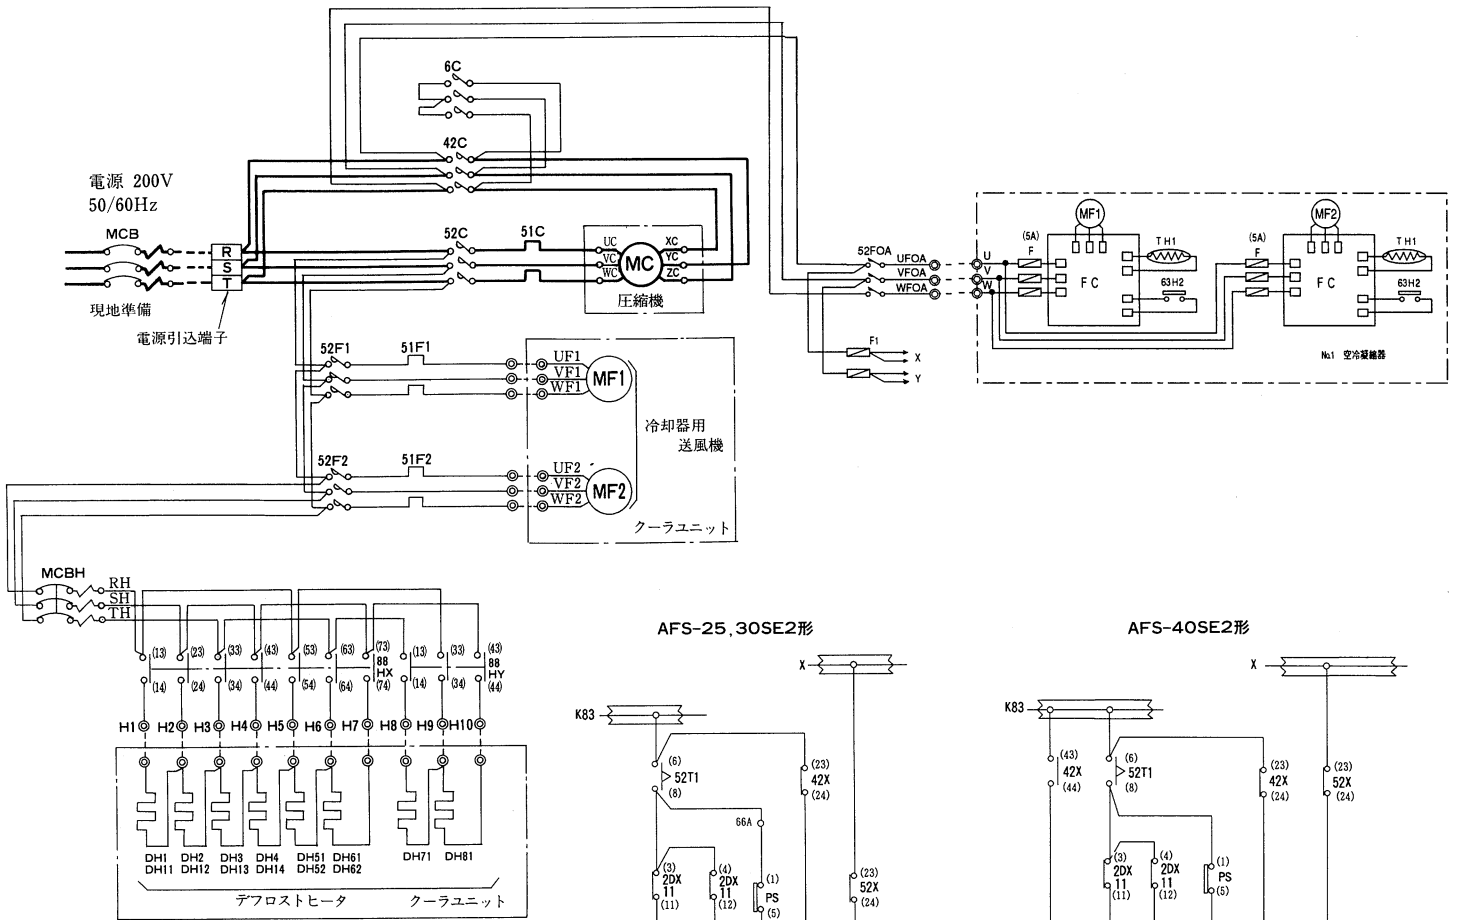 6C
42C
電源 200V
50/60Hz
MCB
R
S
T
現地準備
電源引込端子
52C
51C
UC
VC
WC
MC
XC
YC
ZC
圧縮機
52F1
51F1
UF1
VF1
WF1
MF1
冷却器用
送風機
52F2
51F2
UF2
VF2
WF2
MF2
クーラユニット
52FOA
UFOA
VFOA
WFOA
U
V
W
(5A)
F
MF1
FC
TH1
63H2
(5A)
F
MF2
FC
TH1
63H2
No.1 空冷凝縮器
F1
X
Y
MCBH
RH
SH
TH
(13) (23) (33) (43) (53) (63) (73) (13) (33) (43)
88
HX
88
HY
(14) (24) (34) (44) (54) (64) (74) (14) (34) (44)
H1 H2 H3 H4 H5 H6 H7 H8 H9 H10
DH1 DH2 DH3 DH4 DH51 DH61 DH71 DH81
DH11 DH12 DH13 DH14 DH52 DH62
デフロストヒータ クーラユニット
AFS-25,30SE2形
X
K83
(6)
52T1
(8)
(23)
42X
(24)
66A
(3)
2DX
11
(11)
(4)
2DX
11
(12)
(1)
PS
(5)
(23)
52X
(24)
AFS-40SE2形
X
K83
(43)
42X
(44)
(6)
52T1
(8)
(23)
42X
(24)
(23)
52X
(24)
(3)
2DX
11
(11)
(4)
2DX
11
(12)
(1)
PS
(5)